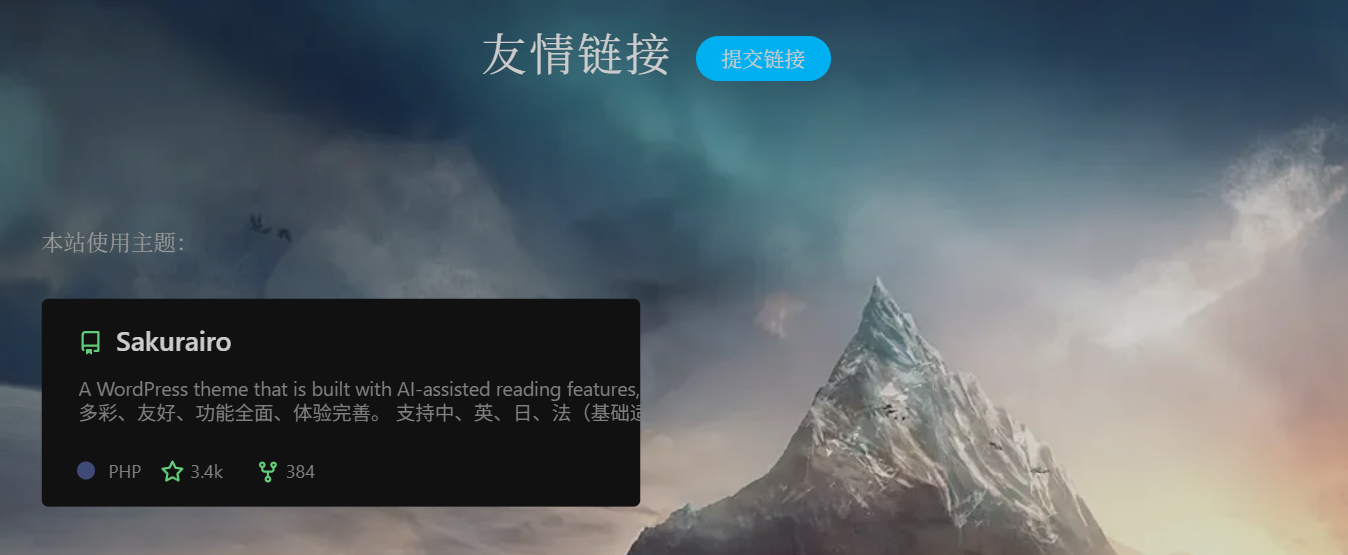 友情链接 提交链接
本站使用主题：
Sakurairo
A WordPress theme that is built with AI-assisted reading features,
多彩、友好、功能全面、体验完善。 支持中、英、日、法（基础
PHP 3.4k 384